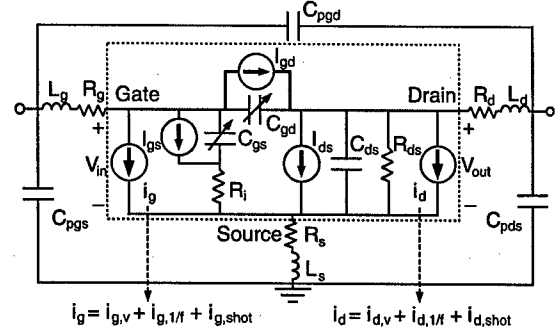 Cpgd
Igd
Lg Rg Gate Drain Rd Ld
+ Igs Cgs Cgd Ids Cds Rds +
Vin Vout
ig Ri id
− −
Cpgs Source Rs Cpds
Ls
ig = ig,v + ig,1/f + ig,shot id = id,v + id,1/f + id,shot